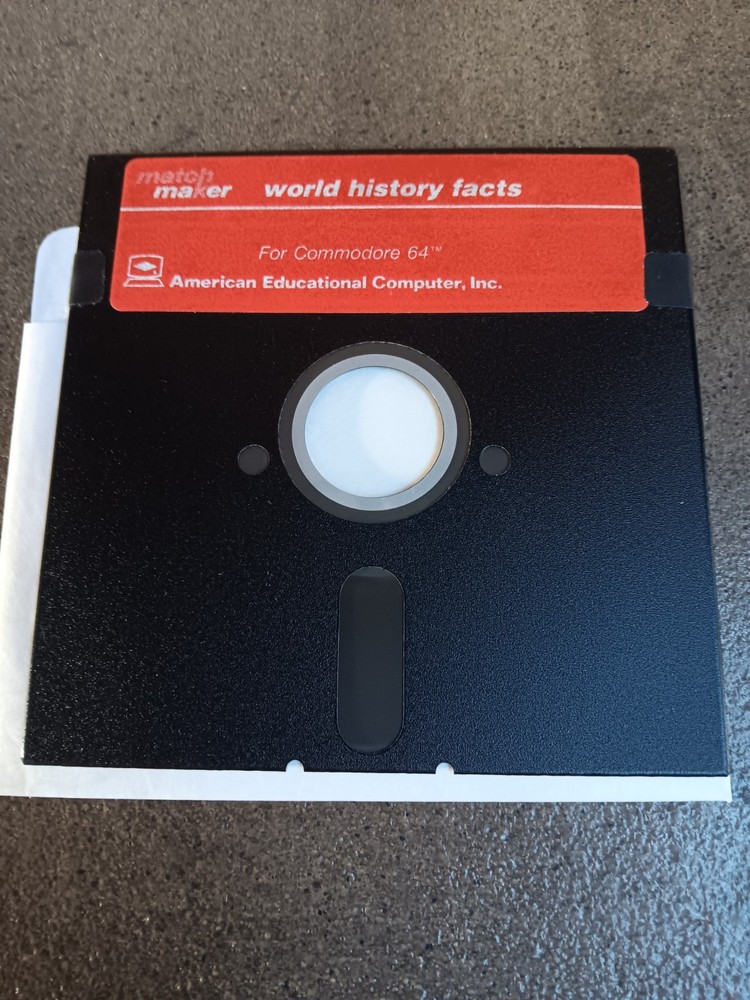 match
maker world history facts
For Commodore 64™
American Educational Computer, Inc.